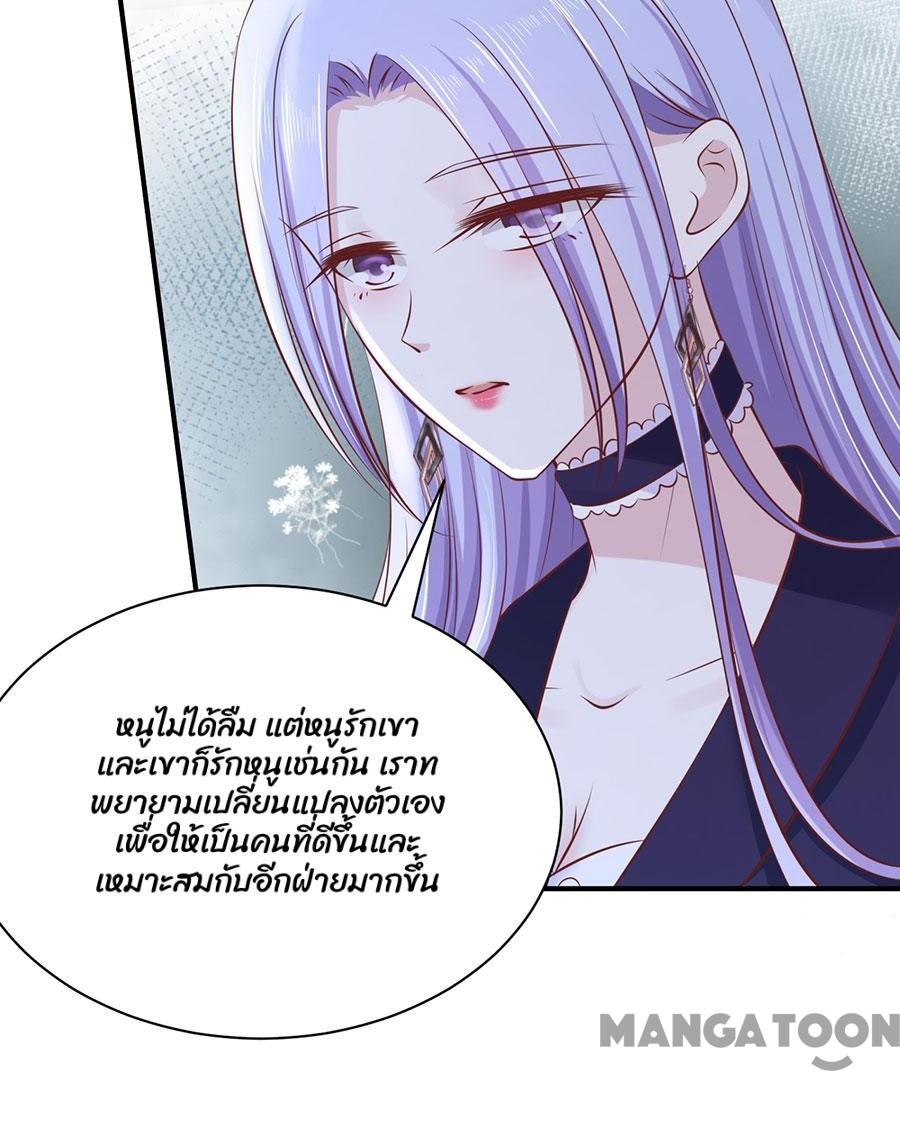 หนูไม่ได้ลืม แต่หนูรักเขา
และเขาก็รักหนูเช่นกัน เราท
พยายามเปลี่ยนแปลงตัวเอง
เพื่อให้เป็นคนที่ดีขึ้นและ
เหมาะสมกับอีกฝ่ายมากขึ้น
MANGATOON